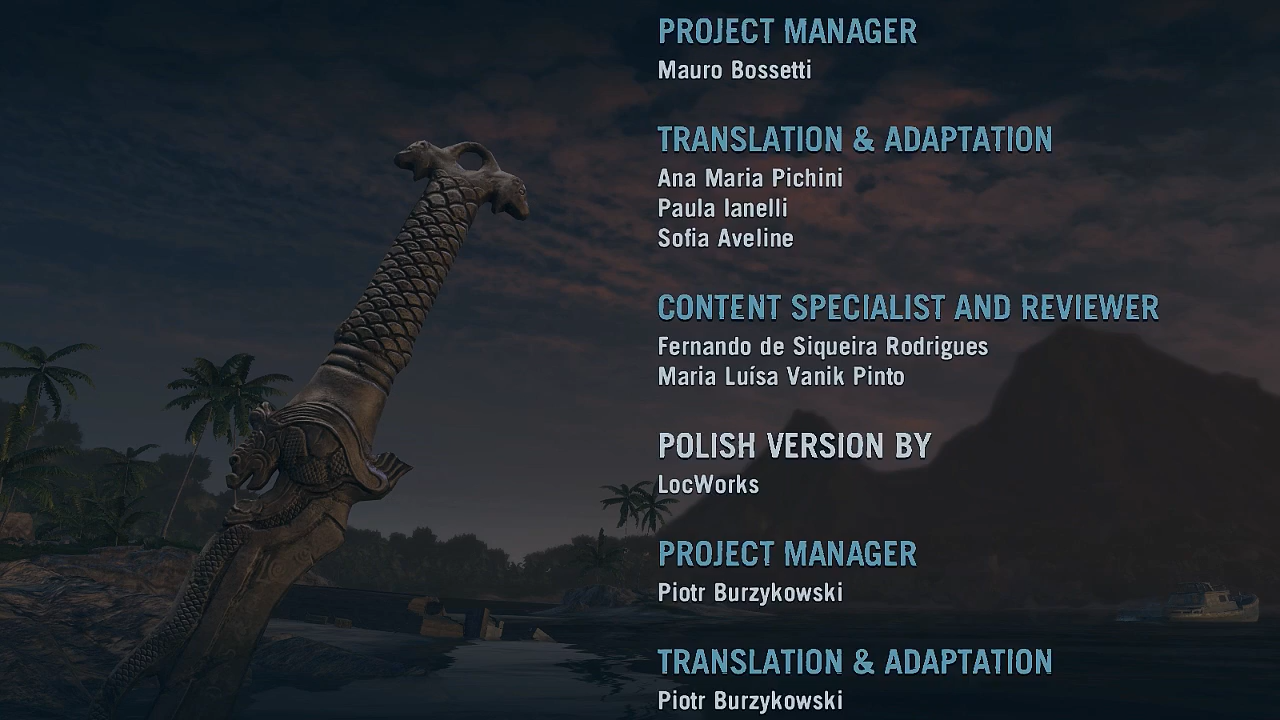 PROJECT MANAGER
Mauro Bossetti
TRANSLATION & ADAPTATION
Ana Maria Pichini
Paula Ianelli
Sofia Aveline
CONTENT SPECIALIST AND REVIEWER
Fernando de Siqueira Rodrigues
Maria Luísa Vanik Pinto
POLISH VERSION BY
LocWorks
PROJECT MANAGER
Piotr Burzykowski
TRANSLATION & ADAPTATION
Piotr Burzykowski